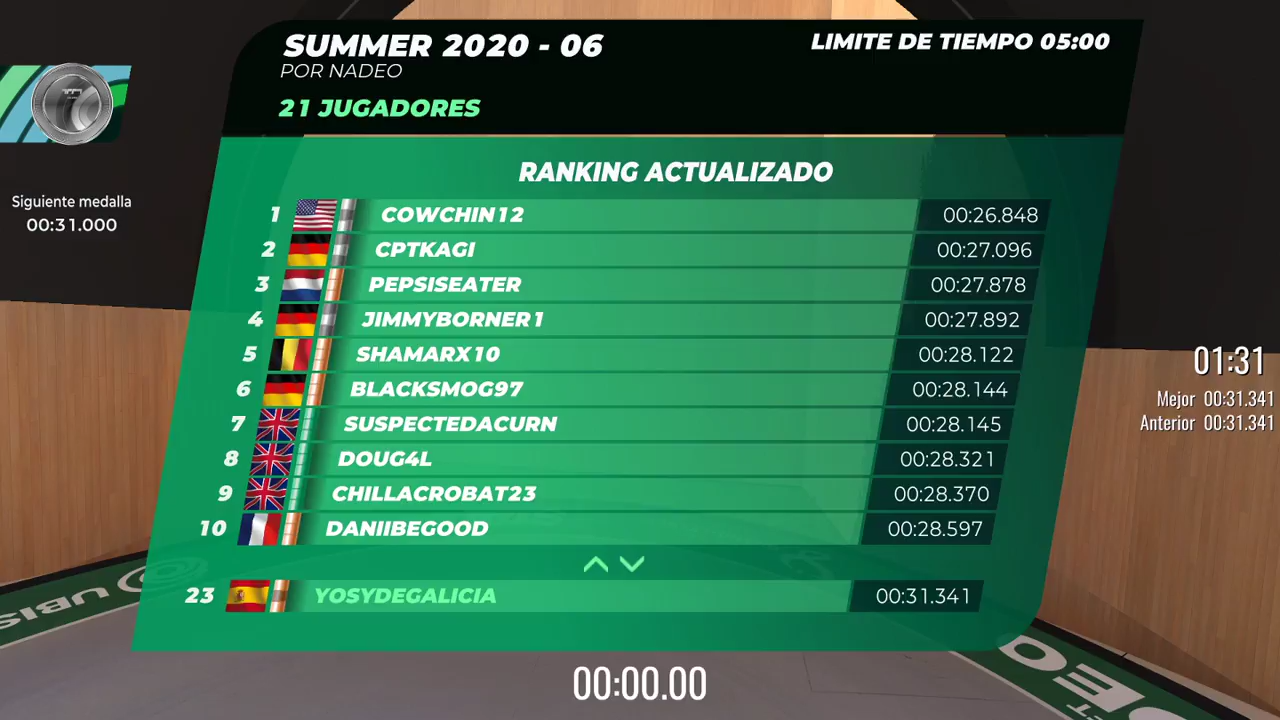 SUMMER 2020 - 06
LIMITE DE TIEMPO 05:00
POR NADEO
21 JUGADORES
Siguiente medalla
00:31.000
RANKING ACTUALIZADO
1 COWCHIN12 00:26.848
2 CPTKAGI 00:27.096
3 PEPSISEATER 00:27.878
4 JIMMYBORNER1 00:27.892
5 SHAMARX10 00:28.122
6 BLACKSMOG97 00:28.144
7 SUSPECTEDACURN 00:28.145
8 DOUG4L 00:28.321
9 CHILLACROBAT23 00:28.370
10 DANIIBEGOOD 00:28.597
23 YOSYDEGALICIA 00:31.341
01:31
Mejor 00:31.341
Anterior 00:31.341
UBIS
00:00.00